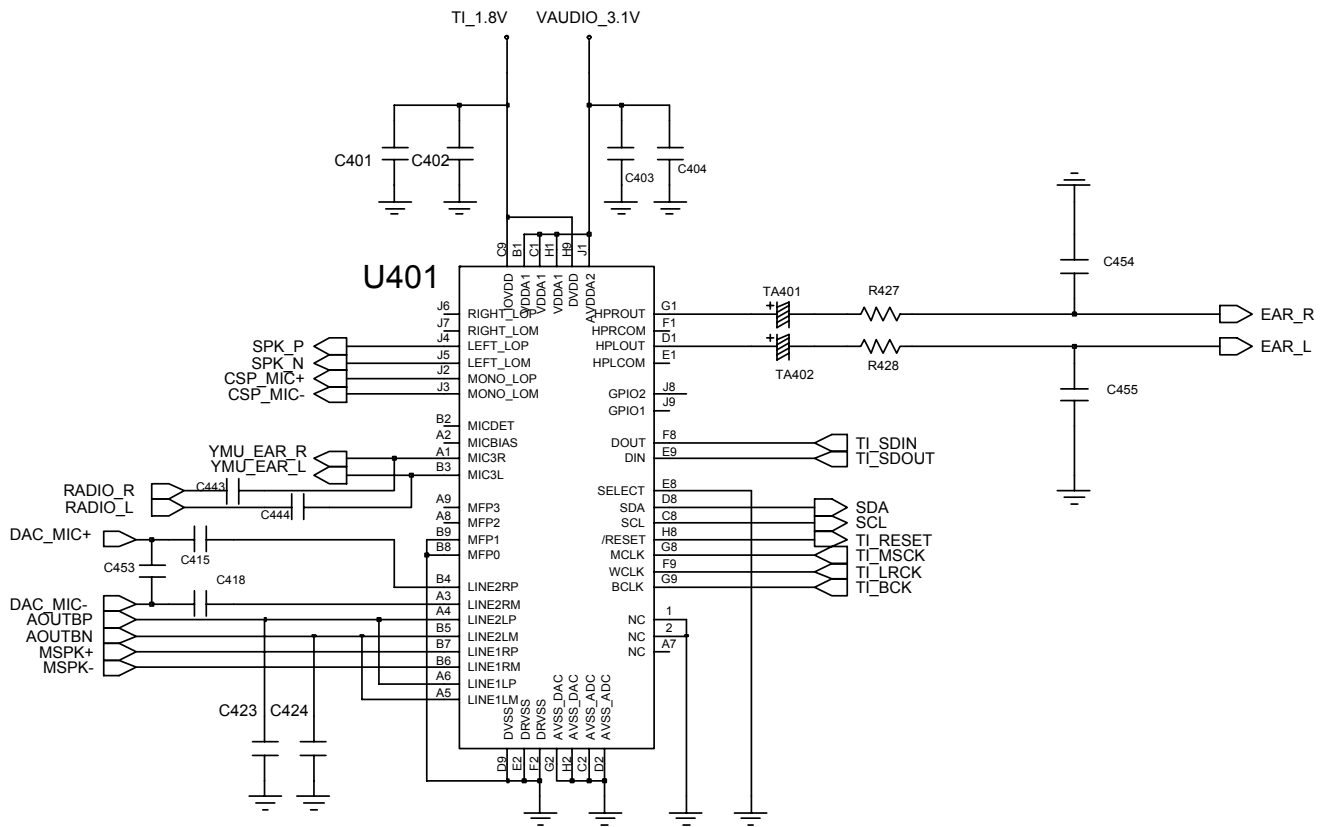 TI_1.8V VAUDIO_3.1V
C401 C402 C403 C404
C9 B1 C1 H1 H9 J1
U401
IOVDD VDDA1 VDDA1 VDDA1 DVDD AVDDA2
C454
TA401 R427
J6 RIGHT_LOP HPROUT G1 EAR_R
J7 RIGHT_LOM HPRCOM F1
SPK_P J4 LEFT_LOP HPLOUT D1 EAR_L
SPK_N J5 LEFT_LOM HPLCOM E1
TA402 R428
CSP_MIC+ J2 MONO_LOP
CSP_MIC- J3 MONO_LOM
GPIO2 J8
GPIO1 J9
C455
B2 MICDET
A2 MICBIAS DOUT F8 TI_SDIN
YMU_EAR_R A1 MIC3R DIN E9 TI_SDOUT
YMU_EAR_L B3 MIC3L
RADIO_R C443 SELECT E8
RADIO_L C444
A9 MFP3 SDA D8 SDA
A8 MFP2 SCL C8 SCL
B9 MFP1 /RESET H8 TI_RESET
B8 MFP0 MCLK G8 TI_MSCK
WCLK F9 TI_LRCK
BCLK G9 TI_BCK
DAC_MIC+ C415
C453 C418
B4 LINE2RP
DAC_MIC- A3 LINE2RM
AOUTBP A4 LINE2LP NC 1
AOUTBN B5 LINE2LM NC 2
MSPK+ B7 LINE1RP NC A7
MSPK- B6 LINE1RM
A6 LINE1LP
A5 LINE1LM
C423 C424
DVSS DRVSS DRVSS AVSS_DAC AVSS_DAC AVSS_ADC AVSS_ADC
D9 E2 F2 G2 H2 C2 D2